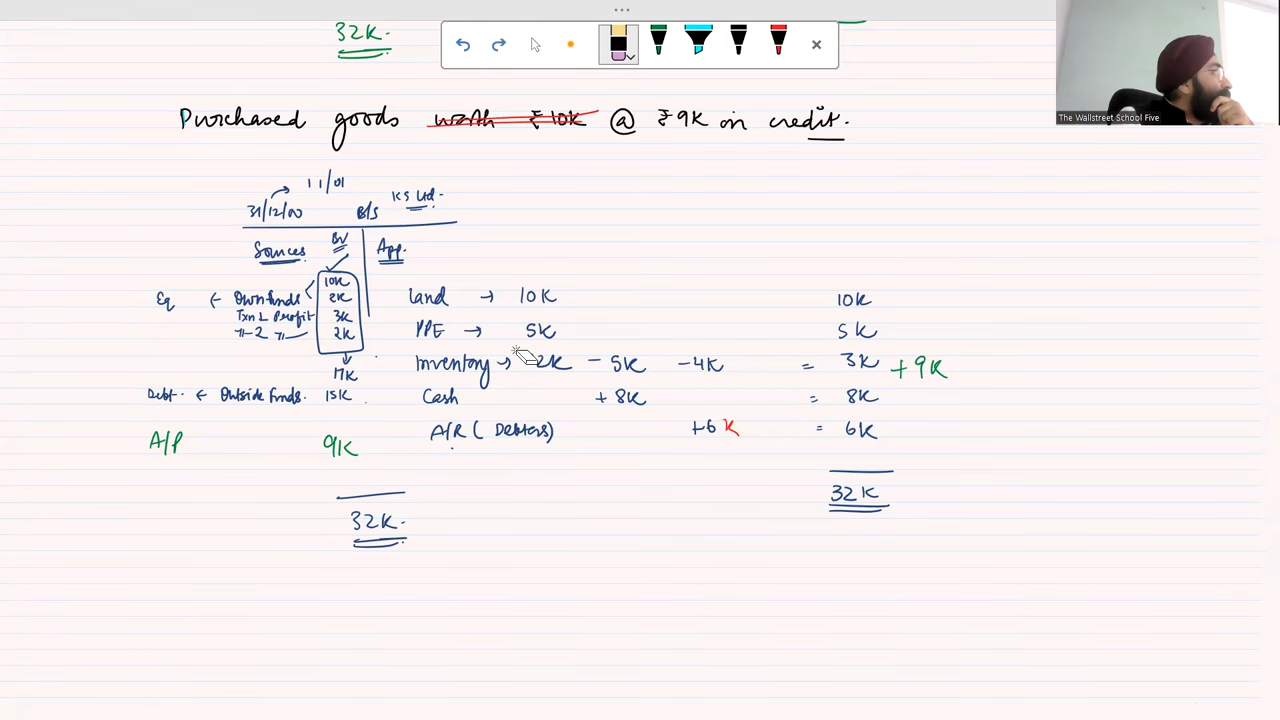 32K.
The Wallstreet School Five
Purchased goods worth ₹10K @ ₹9K on credit.
11/01
31/12/00 B/S KS Ltd.
Sources BV App.
10K
Eq ← Own funds 2K Land → 10K 10K
Txn 1 Profit 3K
-"- 2 -"- 2K PPE → 5K 5K
Inventory → 2K - 5K - 4K = 3K + 9K
17K
Debt ← Outside funds. 15K Cash + 8K = 8K
A/P 9K A/R (Debtors) +6K = 6K
32K. 32K